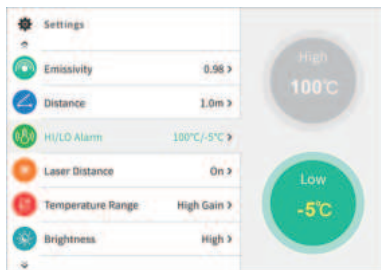 Settings
Emissivity 0.98 >
Distance 1.0m >
HI/LO Alarm 100°C/-5°C >
Laser Distance On >
Temperature Range High Gain >
Brightness High >
High
100°C
Low
-5°C